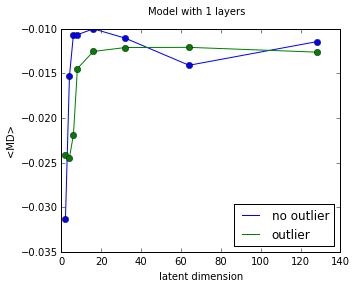 Model with 1 layers
−0.010
−0.015
−0.020
−0.025
−0.030
−0.035
<MD>
no outlier
outlier
0 20 40 60 80 100 120 140
latent dimension